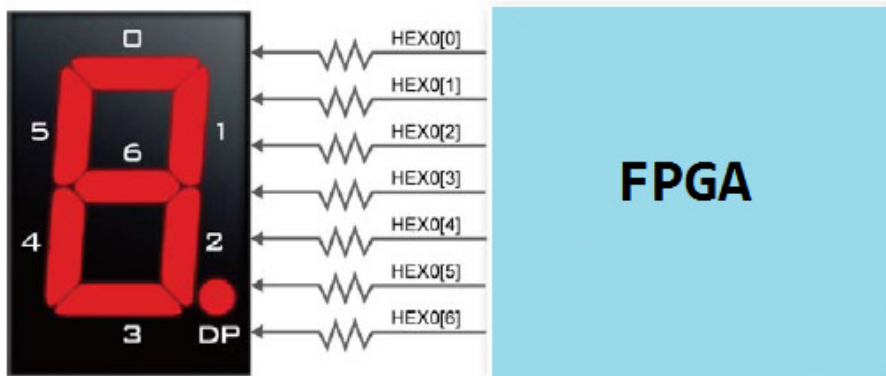 0
5
1
6
4
2
3
DP
HEX0[0]
HEX0[1]
HEX0[2]
HEX0[3]
HEX0[4]
HEX0[5]
HEX0[6]
FPGA